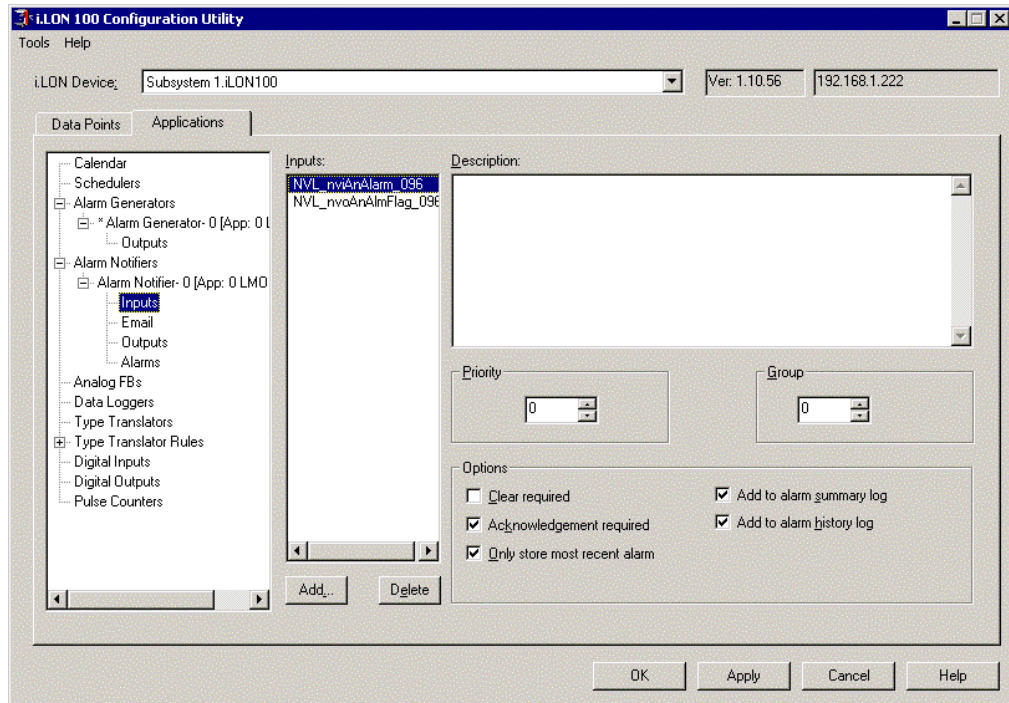 i.LON 100 Configuration Utility
Tools Help
i.LON Device: Subsystem 1.iLON100 Ver: 1.10.56 192.168.1.222
Data Points Applications
Calendar
Schedulers
Alarm Generators
* Alarm Generator- 0 [App: 0 L
Outputs
Alarm Notifiers
Alarm Notifier- 0 [App: 0 LMO
Inputs
Email
Outputs
Alarms
Analog FBs
Data Loggers
Type Translators
Type Translator Rules
Digital Inputs
Digital Outputs
Pulse Counters
Inputs:
NVL_nviAnAlarm_096
NVL_nvoAnAlmFlag_096
Add...
Delete
Description:
Priority
0
Group
0
Options
Clear required
Acknowledgement required
Only store most recent alarm
Add to alarm summary log
Add to alarm history log
OK Apply Cancel Help